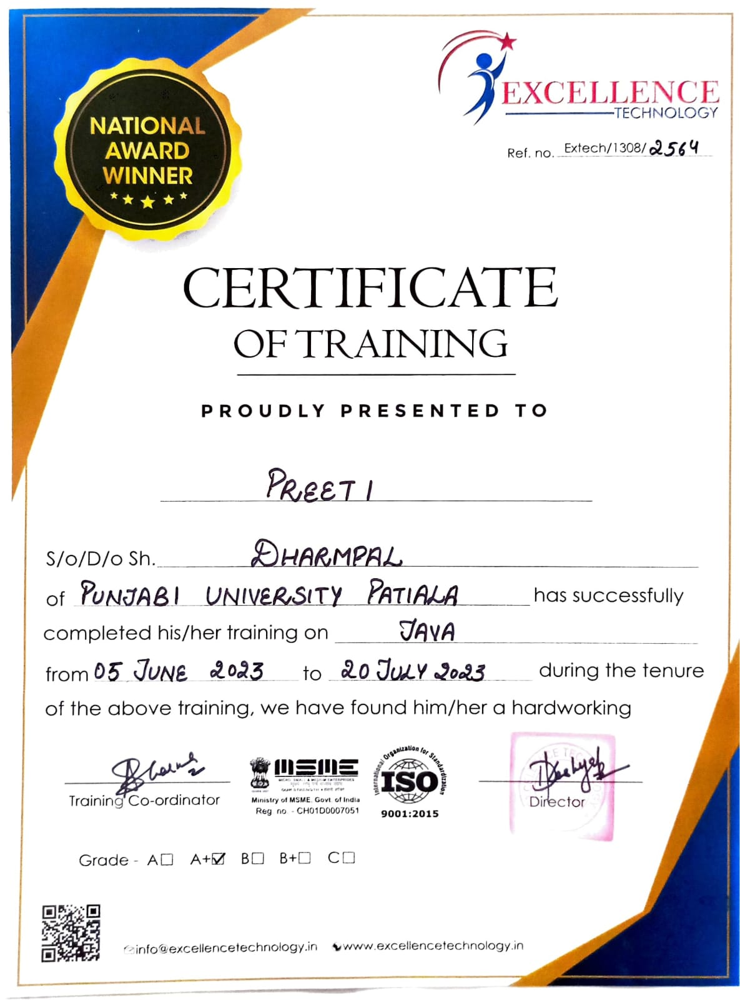 NATIONAL
AWARD
WINNER
EXCELLENCE
TECHNOLOGY
Ref. no. Extech/1308/2564
CERTIFICATE
OF TRAINING
PROUDLY PRESENTED TO
PREETI
S/o/D/o Sh. DHARMPAL
of PUNJABI UNIVERSITY PATIALA has successfully
completed his/her training on JAVA
from 05 JUNE 2023 to 20 JULY 2023 during the tenure
of the above training, we have found him/her a hardworking
Training Co-ordinator
MSME
MICRO, SMALL & MEDIUM ENTERPRISES
Ministry of MSME, Govt. of India
Reg no - CH01D0007051
International Organization for Standardization
ISO
9001:2015
Director
Grade - A A+ B B+ C
info@excellencetechnology.in www.excellencetechnology.in